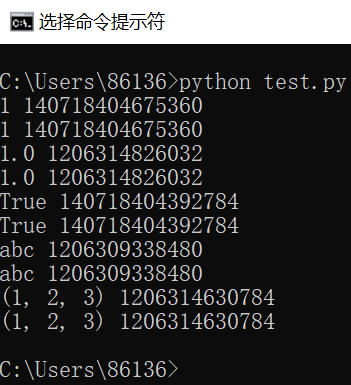 选择命令提示符
C:\Users\86136>python test.py
1 140718404675360
1 140718404675360
1.0 1206314826032
1.0 1206314826032
True 140718404392784
True 140718404392784
abc 1206309338480
abc 1206309338480
(1, 2, 3) 1206314630784
(1, 2, 3) 1206314630784
C:\Users\86136>